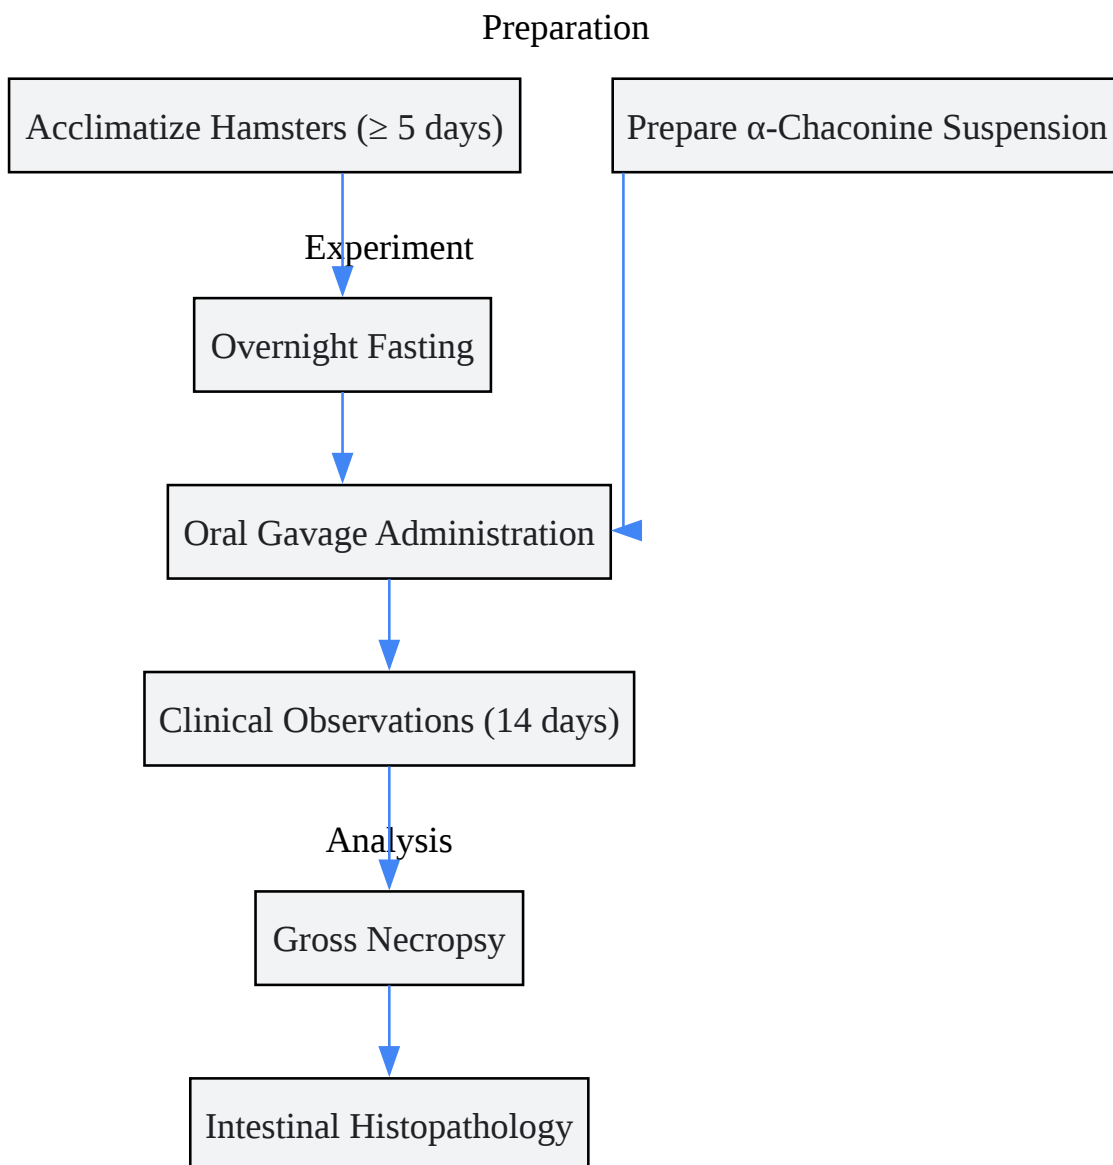 Preparation
Acclimatize Hamsters (≥ 5 days)
Prepare α-Chaconine Suspension
Experiment
Overnight Fasting
Oral Gavage Administration
Clinical Observations (14 days)
Analysis
Gross Necropsy
Intestinal Histopathology